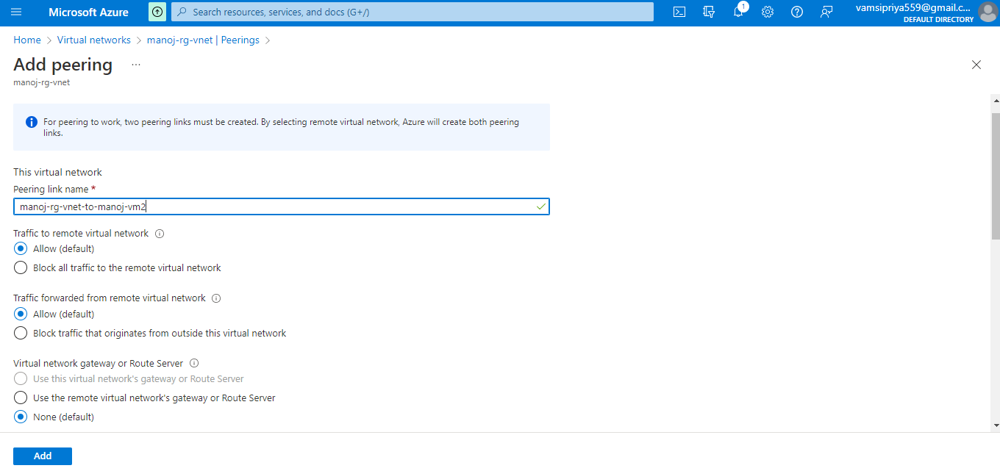 Microsoft Azure
Search resources, services, and docs (G+/)
1
vamsipriya559@gmail.c...
DEFAULT DIRECTORY
Home > Virtual networks > manoj-rg-vnet | Peerings >
Add peering ...
manoj-rg-vnet
For peering to work, two peering links must be created. By selecting remote virtual network, Azure will create both peering
links.
This virtual network
Peering link name *
manoj-rg-vnet-to-manoj-vm2
Traffic to remote virtual network
Allow (default)
Block all traffic to the remote virtual network
Traffic forwarded from remote virtual network
Allow (default)
Block traffic that originates from outside this virtual network
Virtual network gateway or Route Server
Use this virtual network's gateway or Route Server
Use the remote virtual network's gateway or Route Server
None (default)
Add